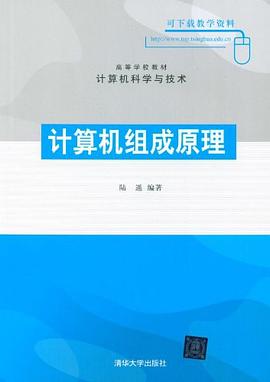 可下载教学资料
http://www.tup.tsinghua.edu.cn
高等学校教材
计算机科学与技术
计算机组成原理
陆 遥 编著
清华大学出版社